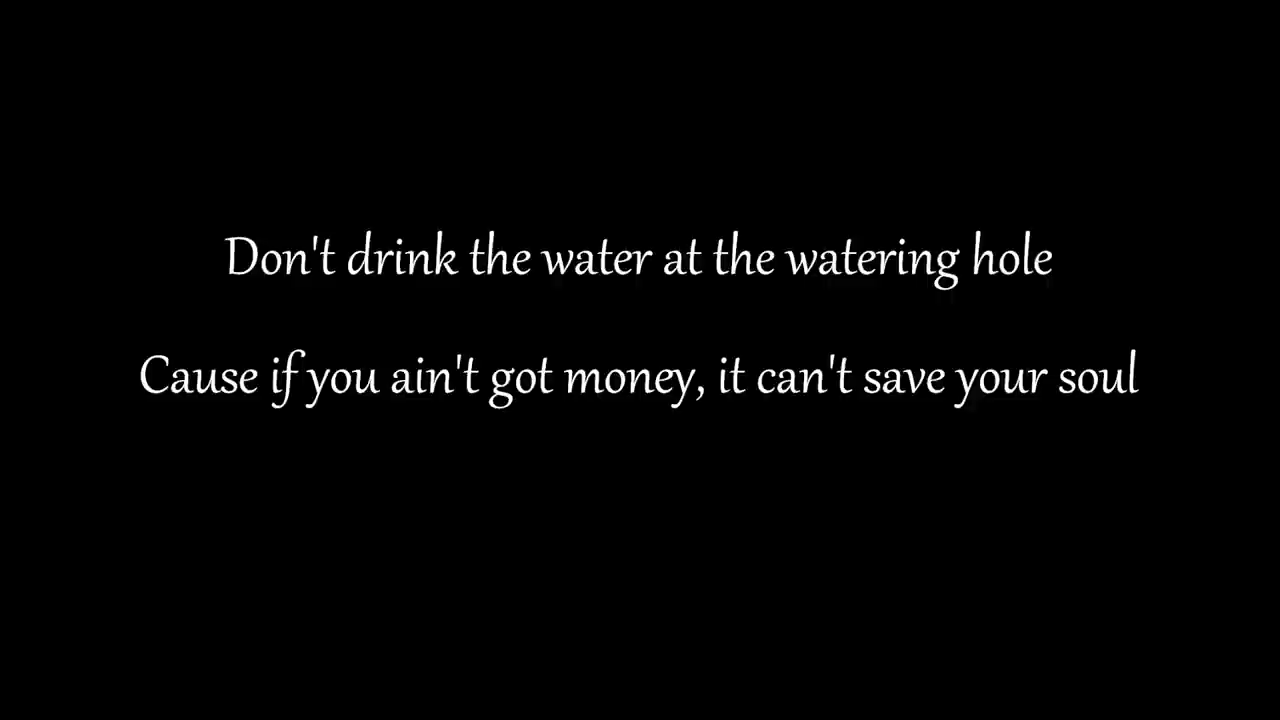 Don't drink the water at the watering hole
Cause if you ain't got money, it can't save your soul